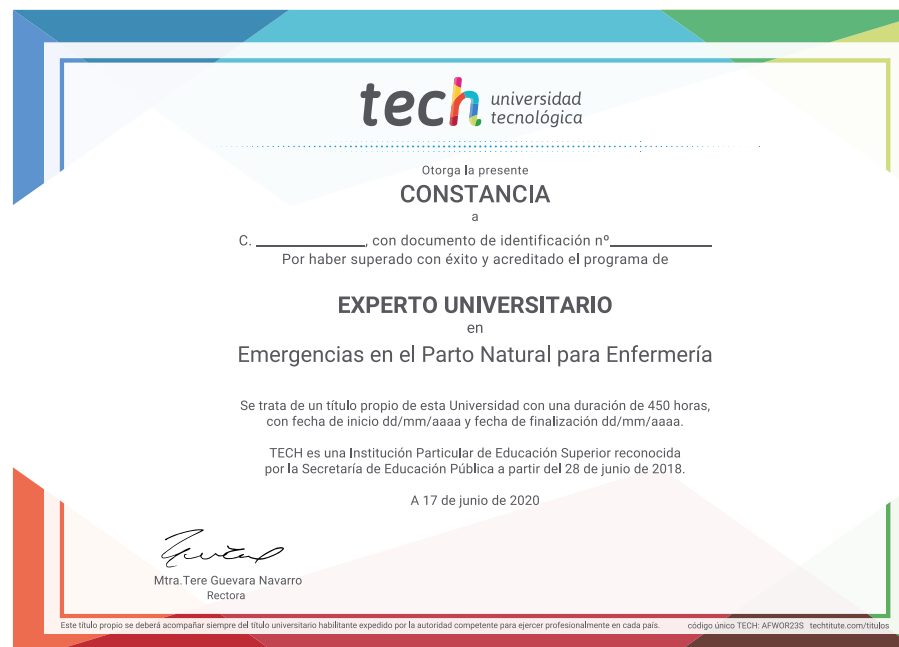 tech universidad
tecnológica
Otorga la presente
CONSTANCIA
a
C. ____________, con documento de identificación nº____________
Por haber superado con éxito y acreditado el programa de
EXPERTO UNIVERSITARIO
en
Emergencias en el Parto Natural para Enfermería
Se trata de un título propio de esta Universidad con una duración de 450 horas,
con fecha de inicio dd/mm/aaaa y fecha de finalización dd/mm/aaaa.
TECH es una Institución Particular de Educación Superior reconocida
por la Secretaría de Educación Pública a partir del 28 de junio de 2018.
A 17 de junio de 2020
Mtra.Tere Guevara Navarro
Rectora
Este título propio se deberá acompañar siempre del título universitario habilitante expedido por la autoridad competente para ejercer profesionalmente en cada país. código único TECH: AFWOR23S techtitute.com/titulos